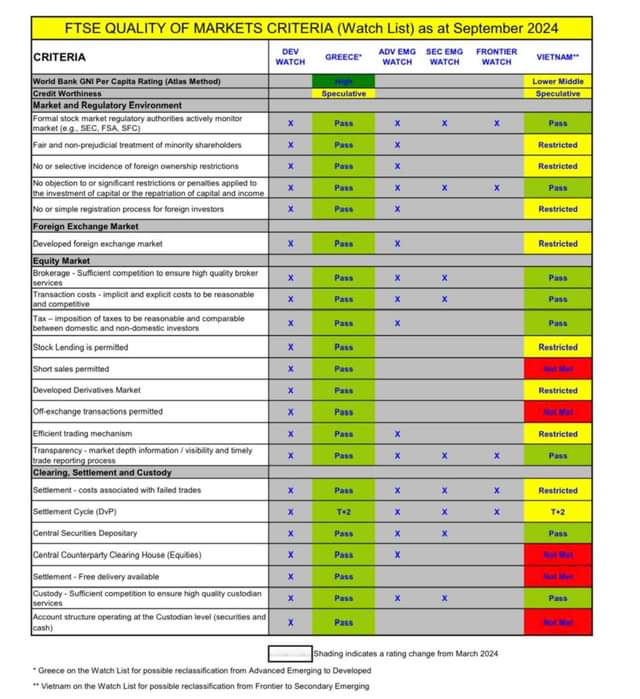 FTSE QUALITY OF MARKETS CRITERIA (Watch List) as at September 2024
CRITERIA DEV WATCH GREECE* ADV EMG WATCH SEC EMG WATCH FRONTIER WATCH VIETNAM**
World Bank GNI Per Capita Rating (Atlas Method) High Lower Middle
Credit Worthiness Speculative Speculative
Market and Regulatory Environment
Formal stock market regulatory authorities actively monitor
market (e.g., SEC, FSA, SFC) X Pass X X X Pass
Fair and non-prejudicial treatment of minority shareholders X Pass X Restricted
No or selective incidence of foreign ownership restrictions X Pass X Restricted
No objection to or significant restrictions or penalties applied to
the investment of capital or the repatriation of capital and income X Pass X X X Pass
No or simple registration process for foreign investors X Pass X Restricted
Foreign Exchange Market
Developed foreign exchange market X Pass X Restricted
Equity Market
Brokerage - Sufficient competition to ensure high quality broker
services X Pass X X Pass
Transaction costs - implicit and explicit costs to be reasonable
and competitive X Pass X X Pass
Tax – imposition of taxes to be reasonable and comparable
between domestic and non-domestic investors X Pass X Pass
Stock Lending is permitted X Pass Restricted
Short sales permitted X Pass Not Met
Developed Derivatives Market X Pass Restricted
Off-exchange transactions permitted X Pass Not Met
Efficient trading mechanism X Pass X Restricted
Transparency - market depth information / visibility and timely
trade reporting process X Pass X X X Pass
Clearing, Settlement and Custody
Settlement - costs associated with failed trades X Pass X X X Restricted
Settlement Cycle (DvP) X T+2 X X X T+2
Central Securities Depositary X Pass X X Pass
Central Counterparty Clearing House (Equities) X Pass X Not Met
Settlement - Free delivery available X Pass Not Met
Custody - Sufficient competition to ensure high quality custodian
services X Pass X X Pass
Account structure operating at the Custodian level (securities and
cash) X Pass Not Met
Shading indicates a rating change from March 2024
* Greece on the Watch List for possible reclassification from Advanced Emerging to Developed
** Vietnam on the Watch List for possible reclassification from Frontier to Secondary Emerging